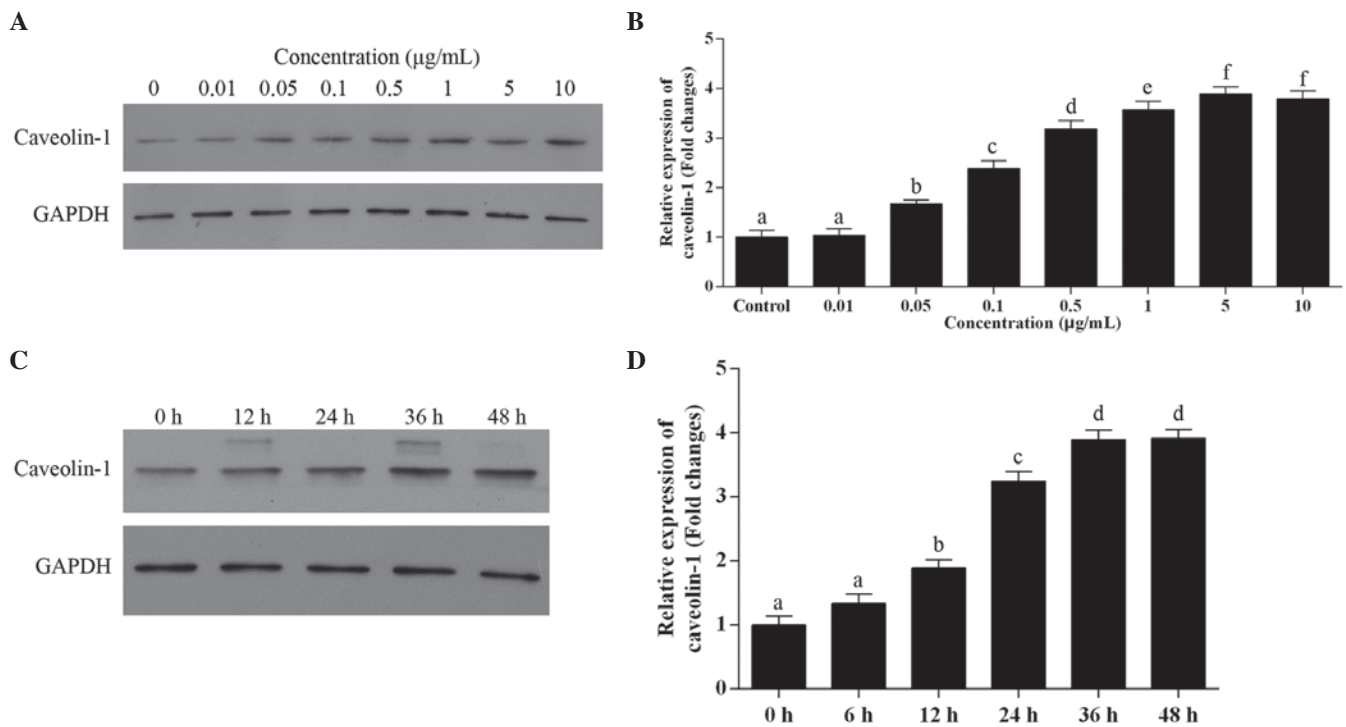 A
Concentration (μg/mL)
0 0.01 0.05 0.1 0.5 1 5 10
Caveolin-1
GAPDH
B
Relative expression of
caveolin-1 (Fold changes)
5
4
3
2
1
0
a a b c d e f f
Control 0.01 0.05 0.1 0.5 1 5 10
Concentration (μg/mL)
C
0 h 12 h 24 h 36 h 48 h
Caveolin-1
GAPDH
D
Relative expression of
caveolin-1 (Fold changes)
5
4
3
2
1
0
a a b c d d
0 h 6 h 12 h 24 h 36 h 48 h